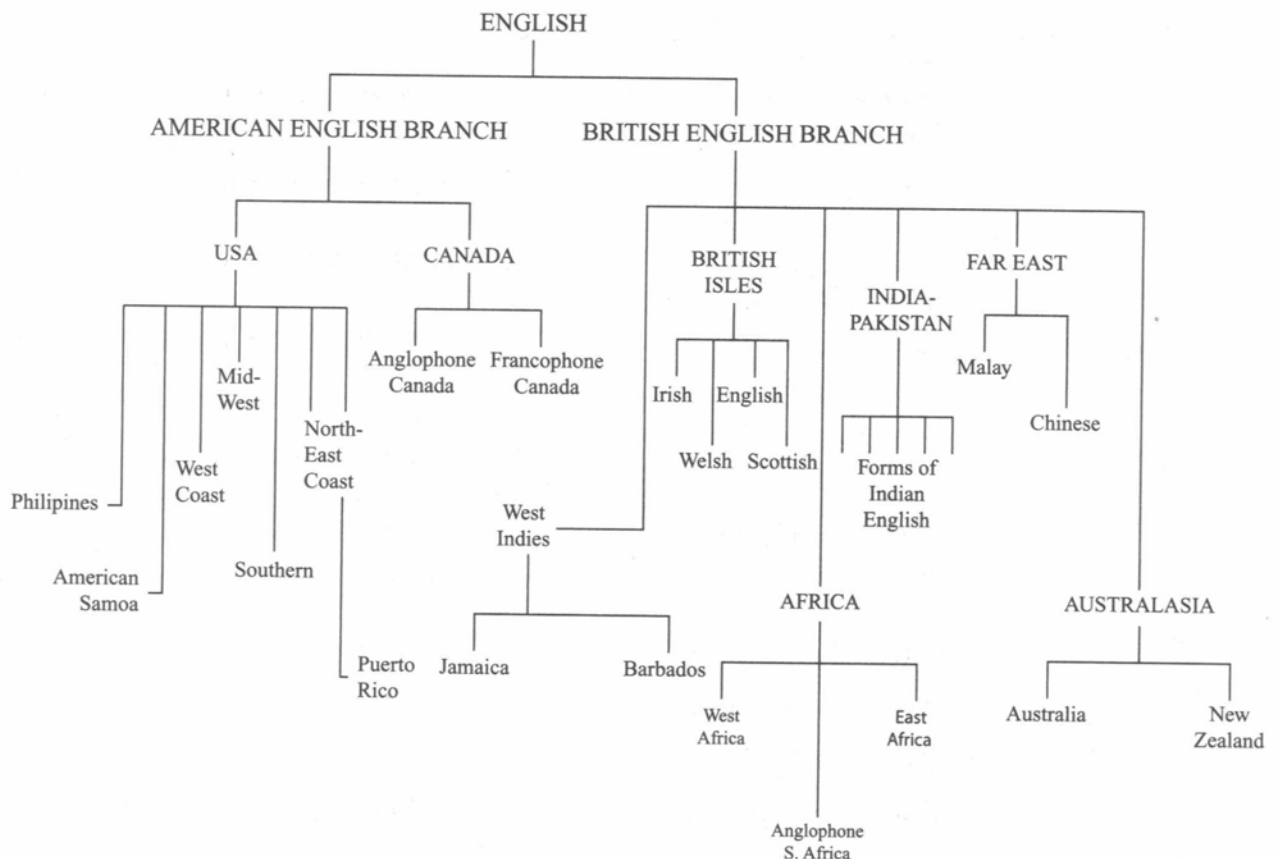 ENGLISH
AMERICAN ENGLISH BRANCH
BRITISH ENGLISH BRANCH
USA
CANADA
BRITISH
ISLES
FAR EAST
INDIA-
PAKISTAN
Anglophone
Canada
Francophone
Canada
Mid-
West
Malay
Irish
English
Chinese
North-
East
Coast
West
Coast
Welsh
Scottish
Forms of
Indian
English
Philipines
West
Indies
Southern
American
Samoa
AFRICA
AUSTRALASIA
Puerto
Rico
Jamaica
Barbados
West
Africa
East
Africa
Australia
New
Zealand
Anglophone
S. Africa